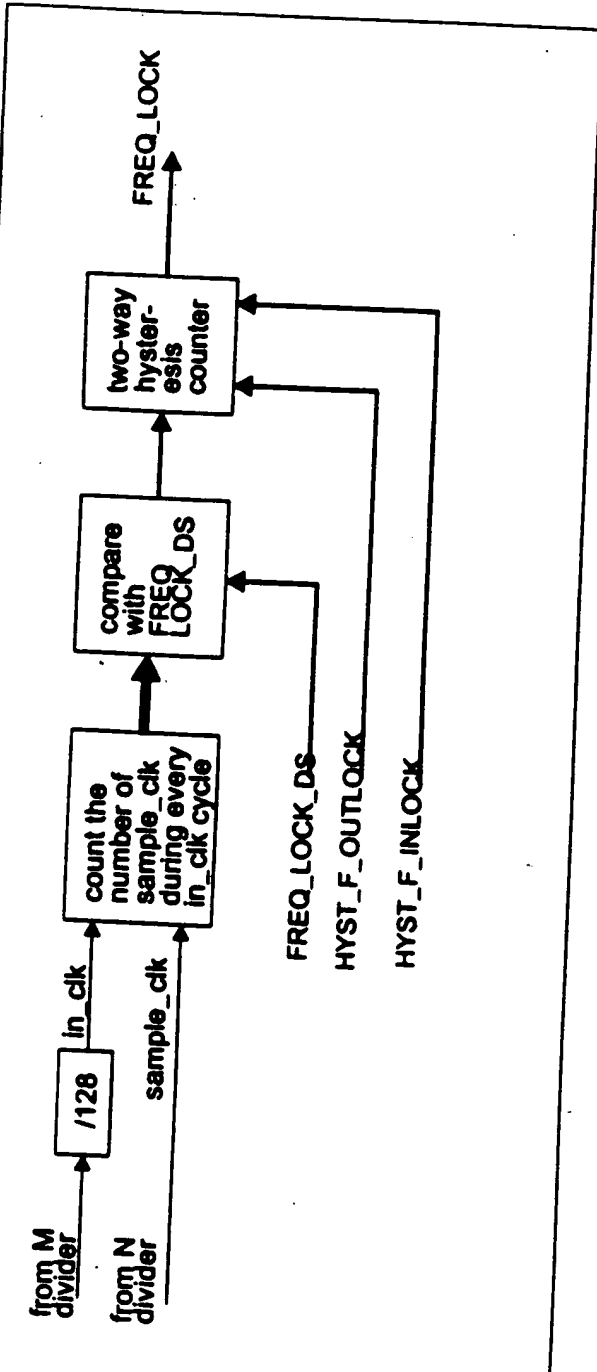 from M
divider
/128
in_clk
from N
divider
sample_clk
count the
number of
sample_clk
during every
in_clk cycle
compare
with
FREQ
LOCK_DS
two-way
hyster-
esis
counter
FREQ_LOCK
FREQ_LOCK_DS
HYST_F_OUTLOCK
HYST_F_INLOCK